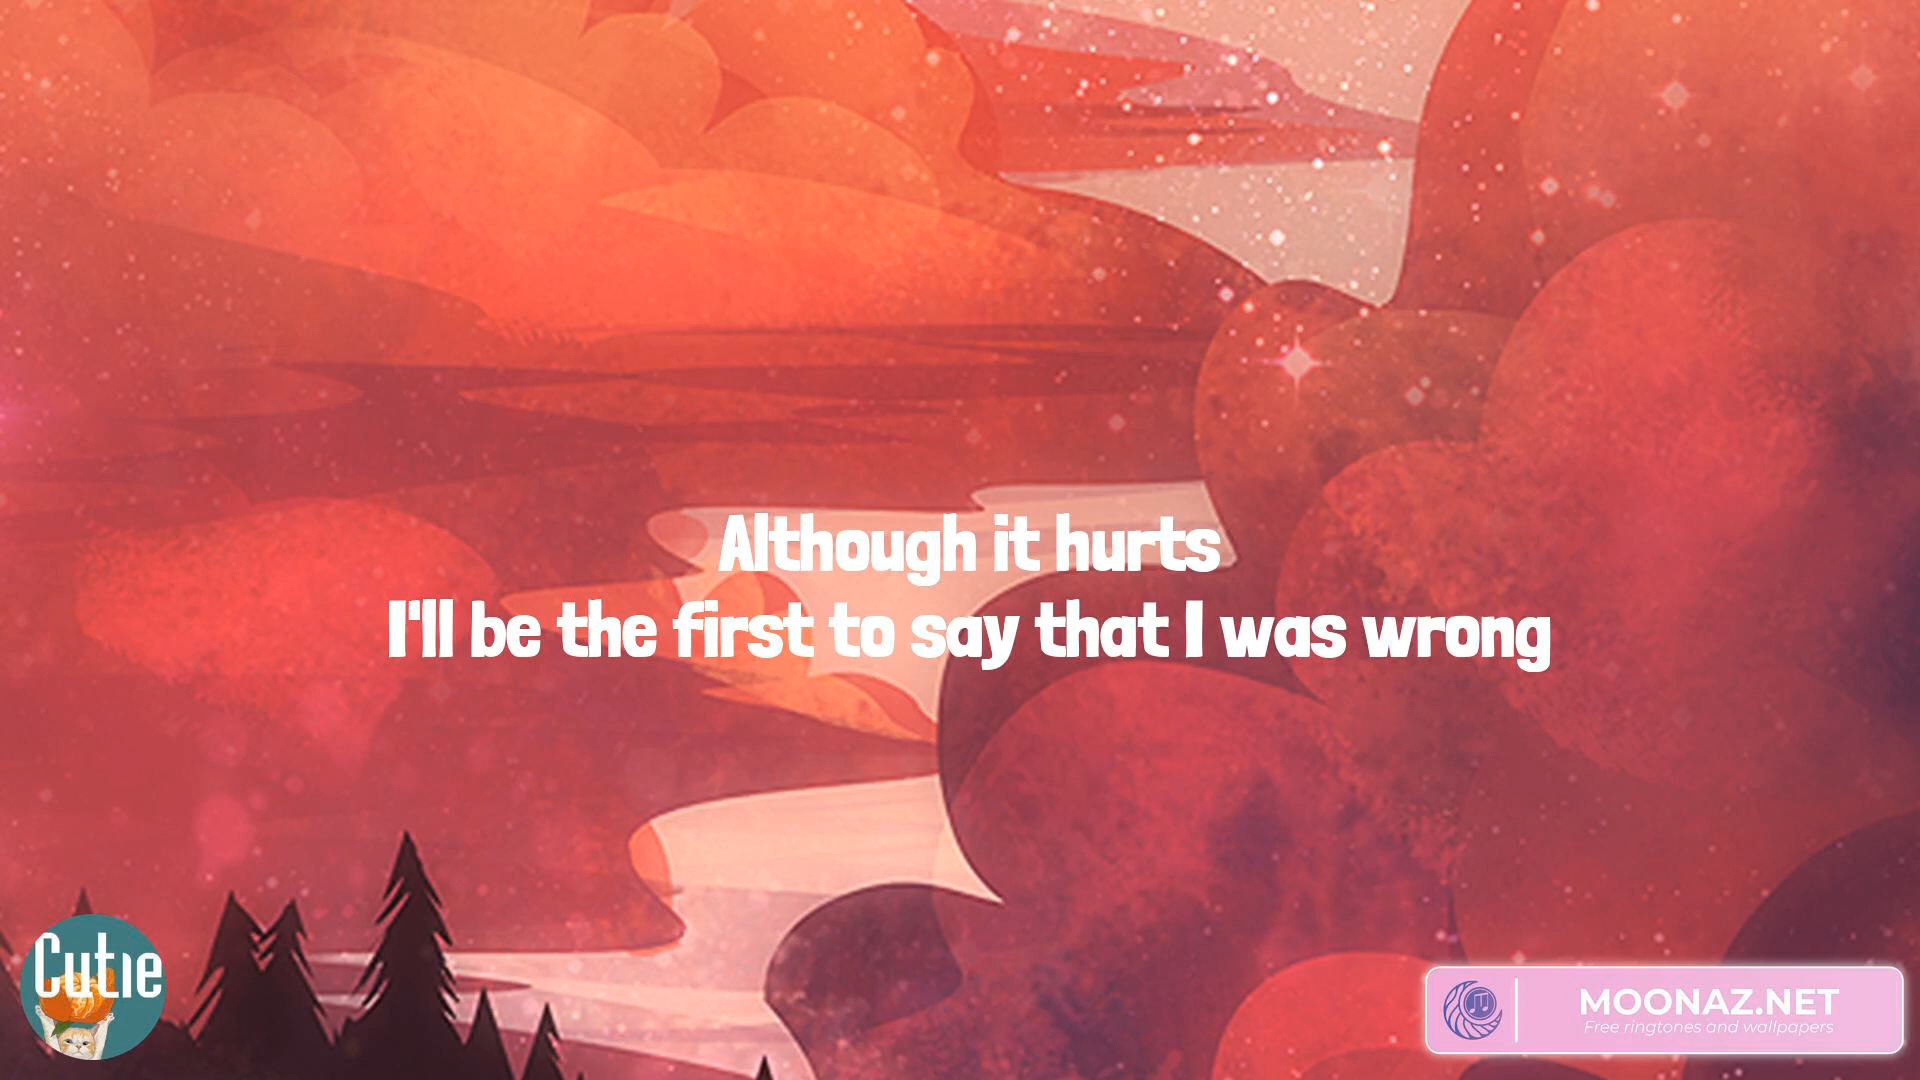 Although it hurts
I'll be the first to say that I was wrong
Cutie
MOONAZ.NET
Free ringtones and wallpapers